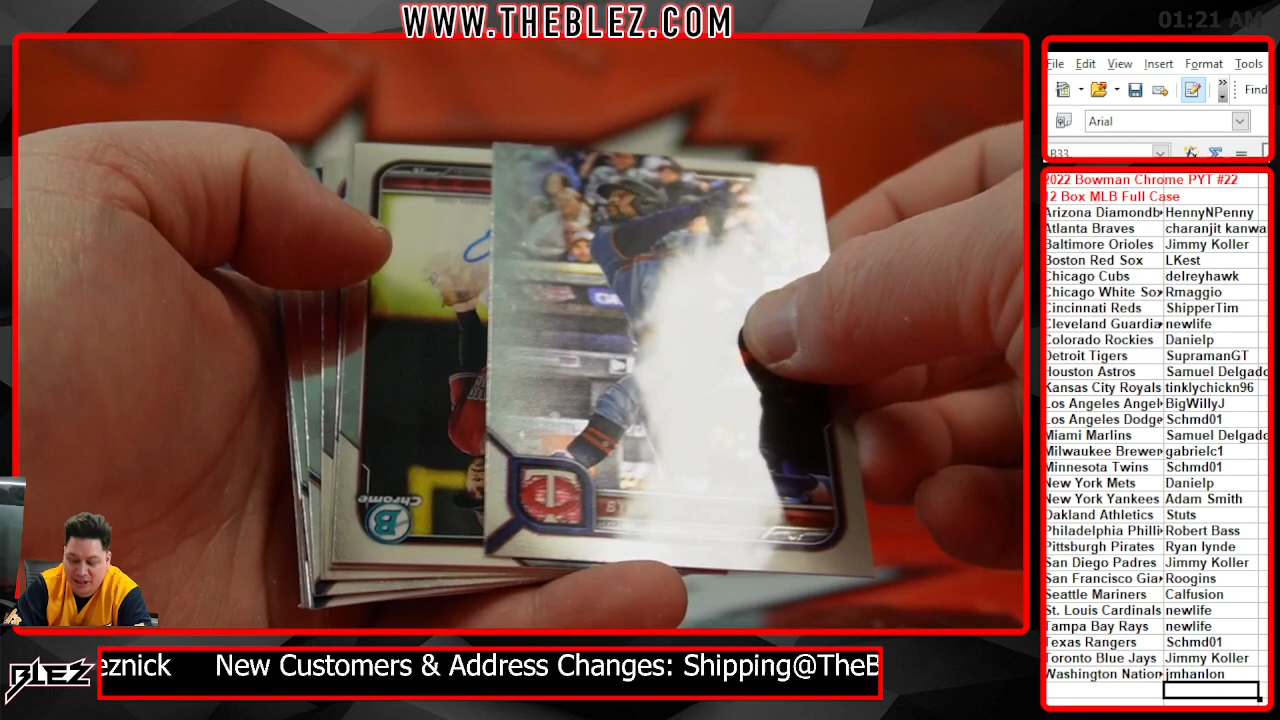 WWW.THEBLEZ.COM
01:21 AM
File Edit View Insert Format Tools
Find
Arial
B33
2022 Bowman Chrome PYT #22
12 Box MLB Full Case
Arizona Diamondb HennyNPenny
Atlanta Braves charanjit kanwa
Baltimore Orioles Jimmy Koller
Boston Red Sox LKest
Chicago Cubs delreyhawk
Chicago White Sox Rmaggio
Cincinnati Reds ShipperTim
Cleveland Guardia newlife
Colorado Rockies Danielp
Detroit Tigers SupramanGT
Houston Astros Samuel Delgado
Kansas City Royals tinklychickn96
Los Angeles Angel BigWillyJ
Los Angeles Dodge Schmd01
Miami Marlins Samuel Delgado
Milwaukee Brewer gabrielc1
Minnesota Twins Schmd01
New York Mets Danielp
New York Yankees Adam Smith
Oakland Athletics Stuts
Philadelphia Philli Robert Bass
Pittsburgh Pirates Ryan lynde
San Diego Padres Jimmy Koller
San Francisco Gia Roogins
Seattle Mariners Calfusion
St. Louis Cardinals newlife
Tampa Bay Rays newlife
Texas Rangers Schmd01
Toronto Blue Jays Jimmy Koller
Washington Nation jmhanlon
Chrome
B
T
BY
BLEZ
eznick New Customers & Address Changes: Shipping@TheB